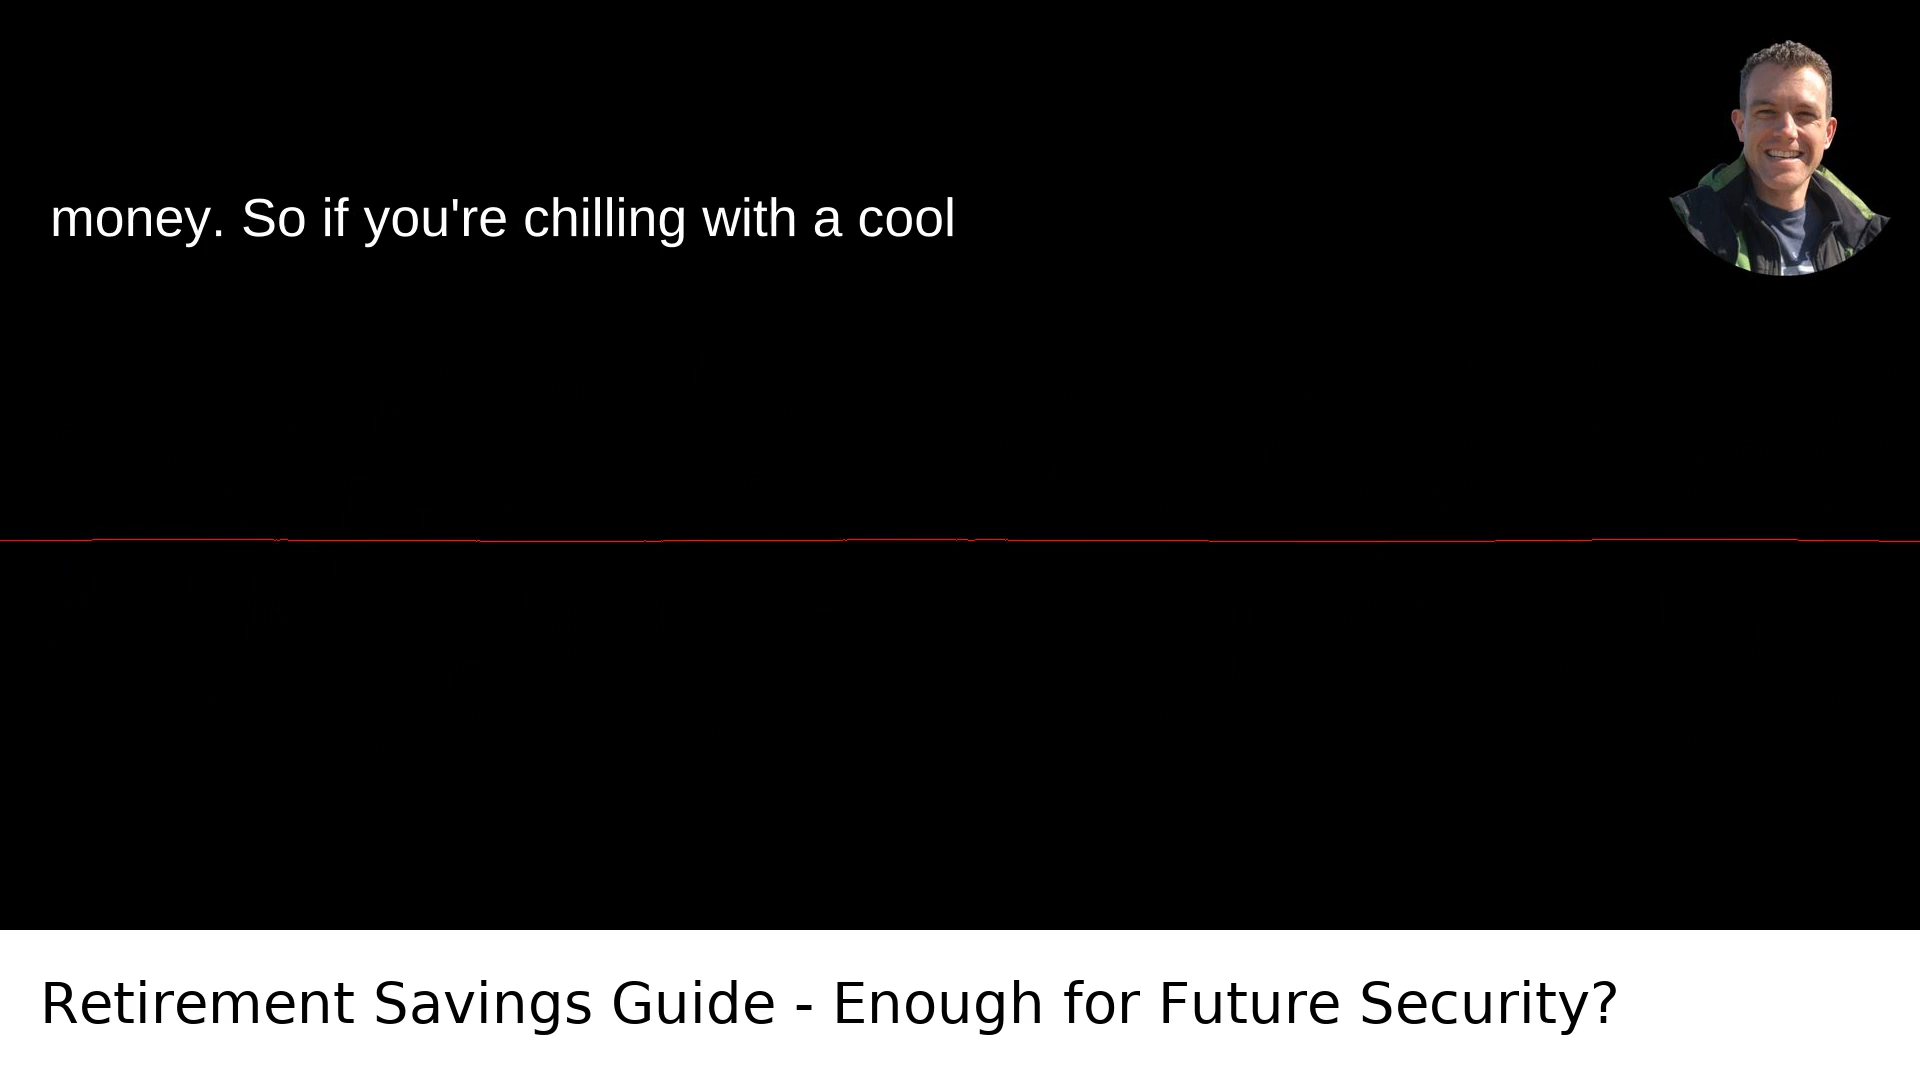 money. So if you're chilling with a cool
Retirement Savings Guide - Enough for Future Security?